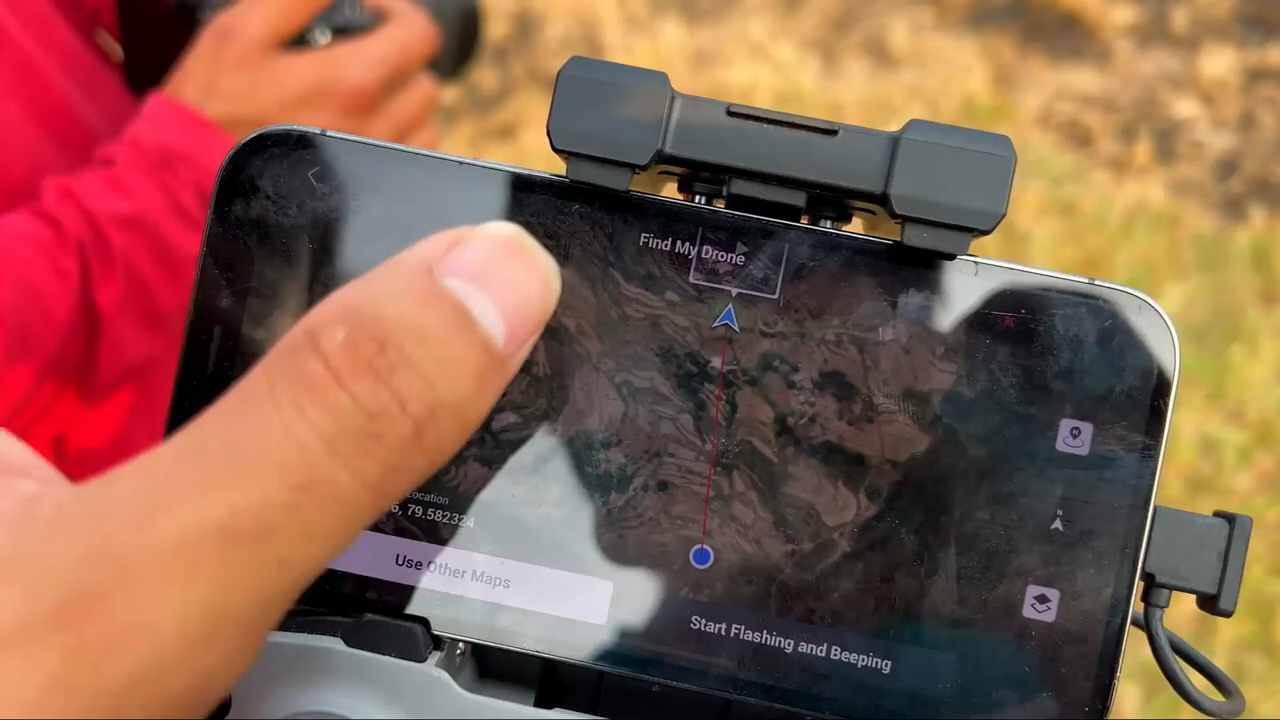 Find My Drone
Location
6, 79.582324
Use Other Maps
Start Flashing and Beeping
N